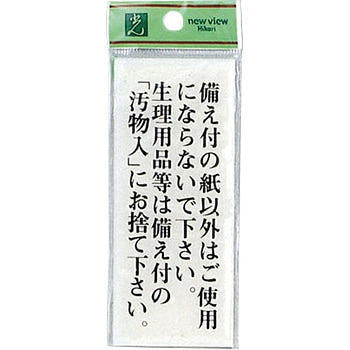 光
new view
Hikari
備え付の紙以外はご使用
にならないで下さい。
生理用品等は備え付の
「汚物入」にお捨て下さい。